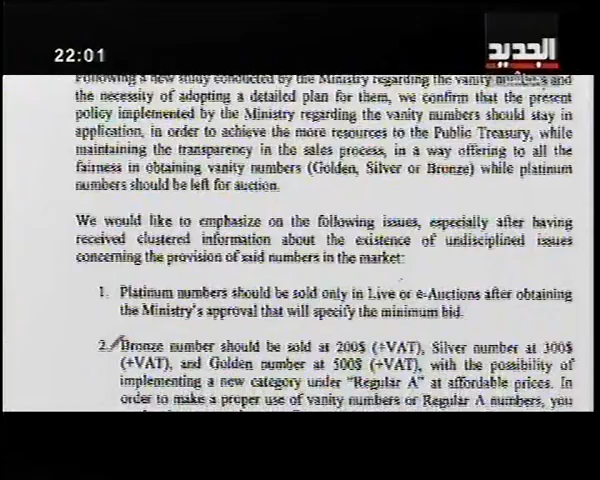 الجديد
22:01
مباشر
Following a new study conducted by the Ministry regarding the vanity numbers and
the necessity of adopting a detailed plan for them, we confirm that the present
policy implemented by the Ministry regarding the vanity numbers should stay in
application, in order to achieve the more resources to the Public Treasury, while
maintaining the transparency in the sales process, in a way offering to all the
fairness in obtaining vanity numbers (Golden, Silver or Bronze) while platinum
numbers should be left for auction.
We would like to emphasize on the following issues, especially after having
received clustered information about the existence of undisciplined issues
concerning the provision of said numbers in the market:
1. Platinum numbers should be sold only in Live or e-Auctions after obtaining
the Ministry's approval that will specify the minimum bid.
2. Bronze number should be sold at 200$ (+VAT), Silver number at 300$
(+VAT), and Golden number at 500$ (+VAT), with the possibility of
implementing a new category under "Regular A" at affordable prices. In
order to make a proper use of vanity numbers or Regular A numbers, you